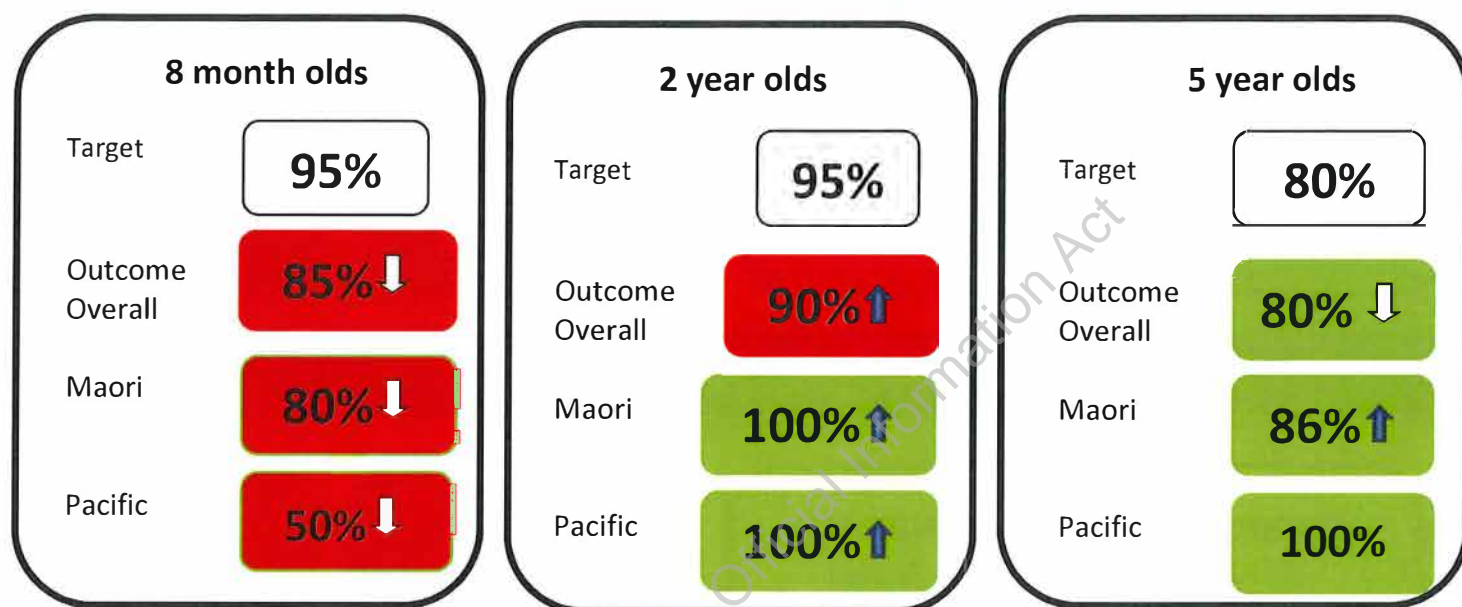 8 month olds
Target
95%
Outcome
Overall
85%
Maori
80%
Pacific
50%
2 year olds
Target
95%
Outcome
Overall
90%
Maori
100%
Pacific
100%
5 year olds
Target
80%
Outcome
Overall
80%
Maori
86%
Pacific
100%
Official Information Act